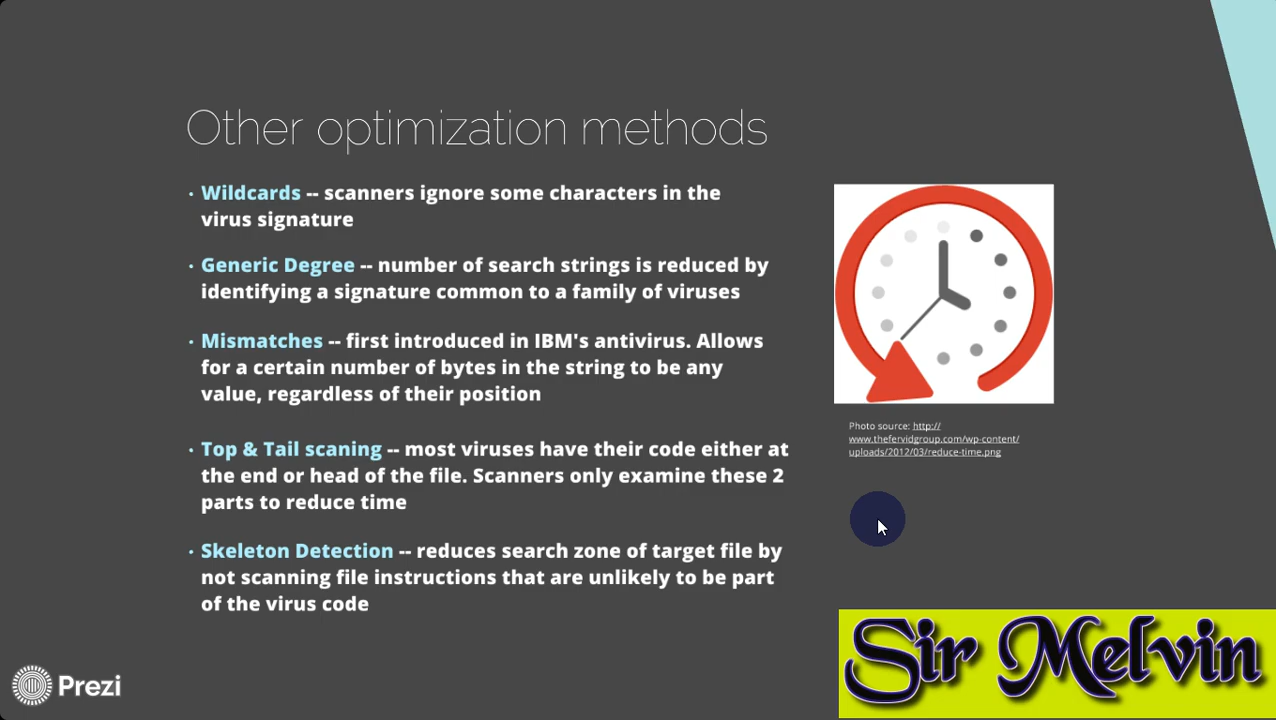 Other optimization methods
· Wildcards -- scanners ignore some characters in the
virus signature
· Generic Degree -- number of search strings is reduced by
identifying a signature common to a family of viruses
· Mismatches -- first introduced in IBM's antivirus. Allows
for a certain number of bytes in the string to be any
value, regardless of their position
· Top & Tail scaning -- most viruses have their code either at
the end or head of the file. Scanners only examine these 2
parts to reduce time
· Skeleton Detection -- reduces search zone of target file by
not scanning file instructions that are unlikely to be part
of the virus code
Photo source: http://
www.thefervidgroup.com/wp-content/
uploads/2012/03/reduce-time.png
Sir Melvin
Prezi